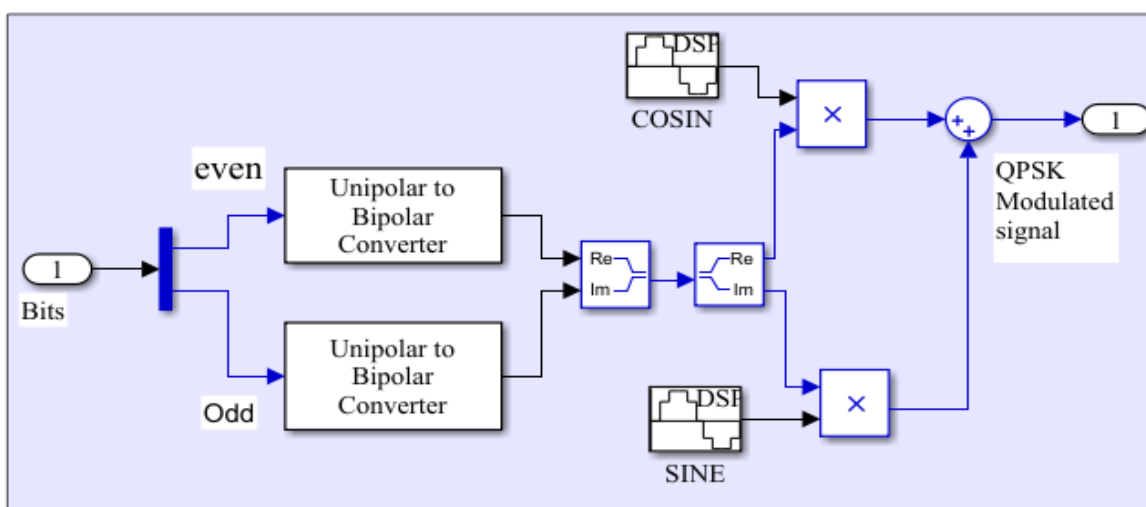 even
Unipolar to
Bipolar
Converter
1
Bits
Unipolar to
Bipolar
Converter
Odd
Re
Im
Re
Im
DSP
COSIN
×
+
+
1
QPSK
Modulated
signal
DSP
SINE
×